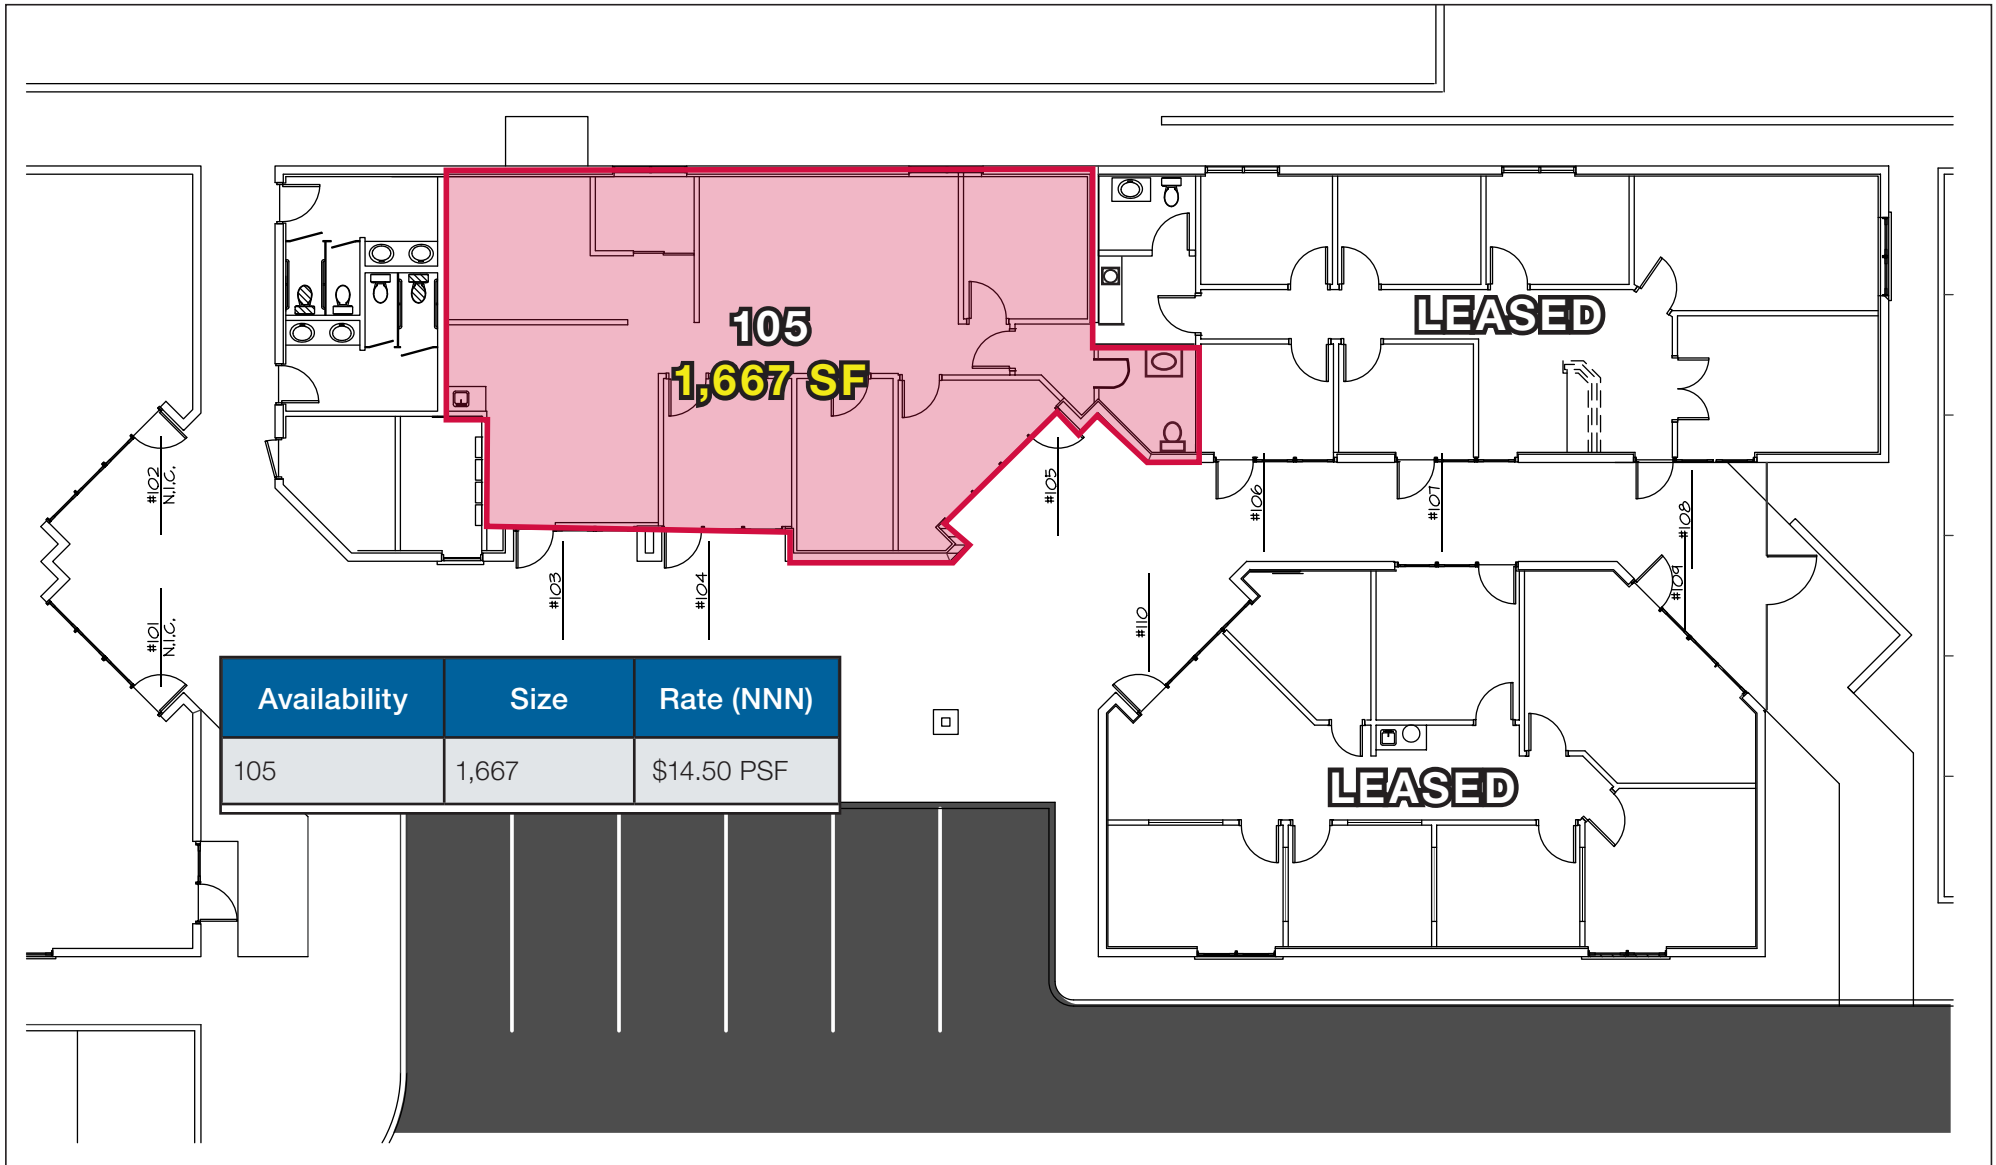 105
1,667 SF
LEASED
#102
N.I.C.
#105
#106
#107
#108
#103
#104
#109
#110
#101
N.I.C.
Availability Size Rate (NNN)
105 1,667 $14.50 PSF
LEASED